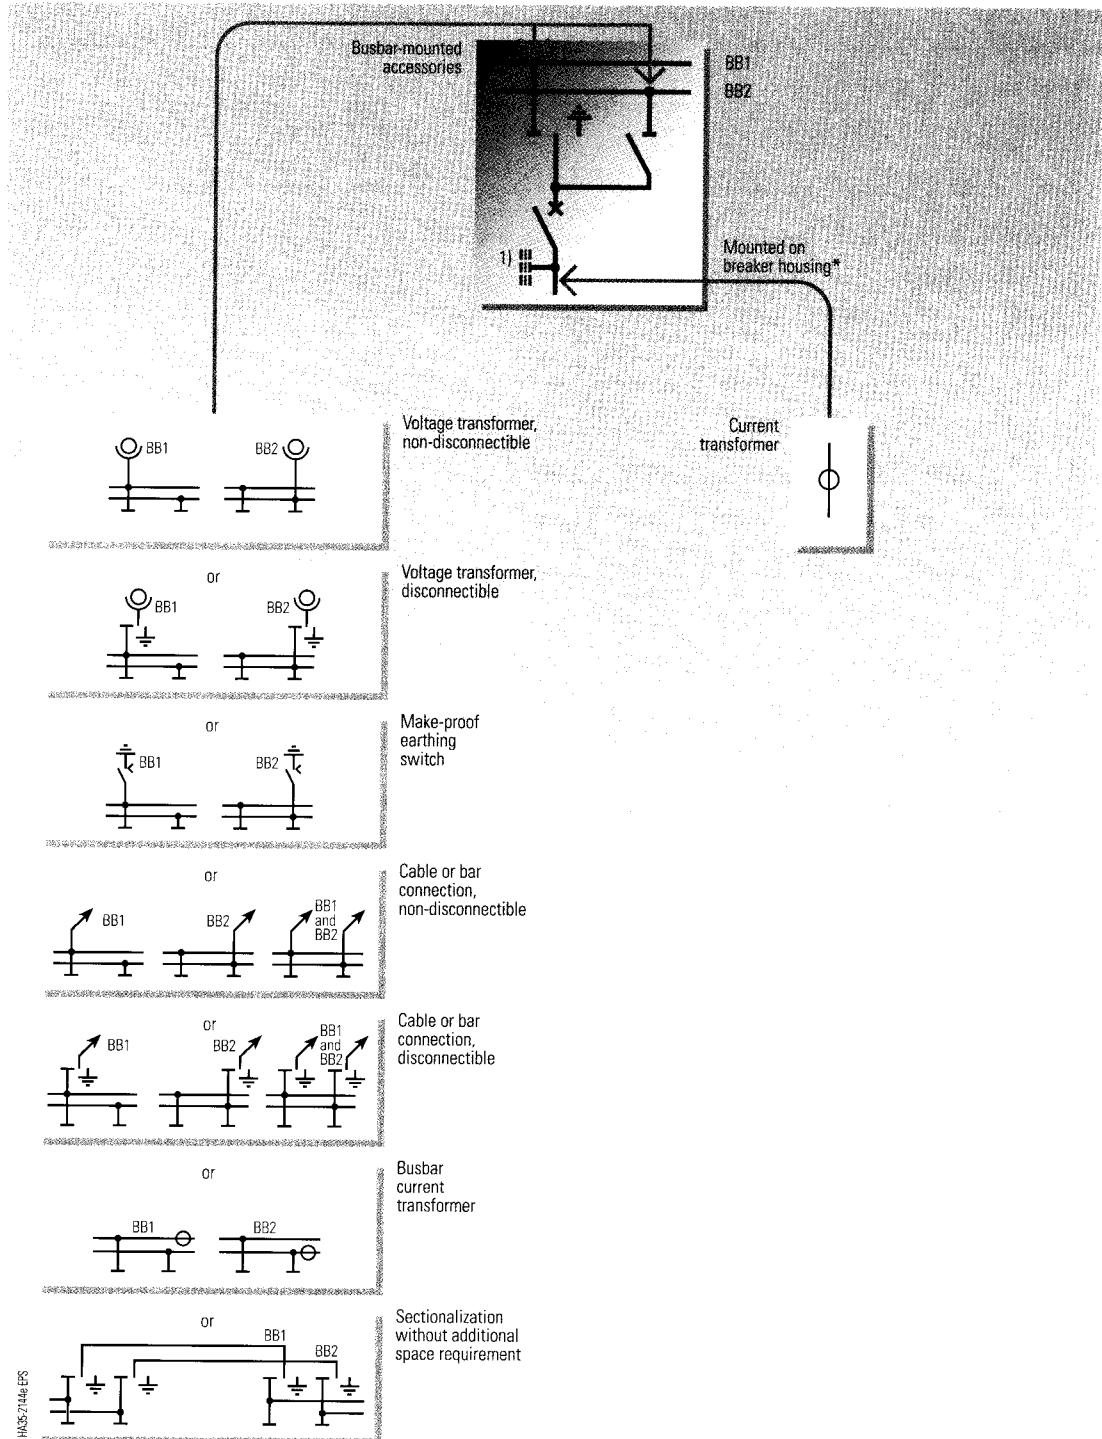 Busbar-mounted
accessories
BB1
BB2
1)
Mounted on
breaker housing*
Voltage transformer,
non-disconnectible
Current
transformer
BB1
BB2
or
Voltage transformer,
disconnectible
BB1
BB2
or
Make-proof
earthing
switch
BB1
BB2
or
Cable or bar
connection,
non-disconnectible
BB1
BB2
BB1
and
BB2
or
Cable or bar
connection,
disconnectible
BB1
BB2
BB1
and
BB2
or
Busbar
current
transformer
BB1
BB2
or
Sectionalization
without additional
space requirement
BB1
BB2
HA35-2144e EPS